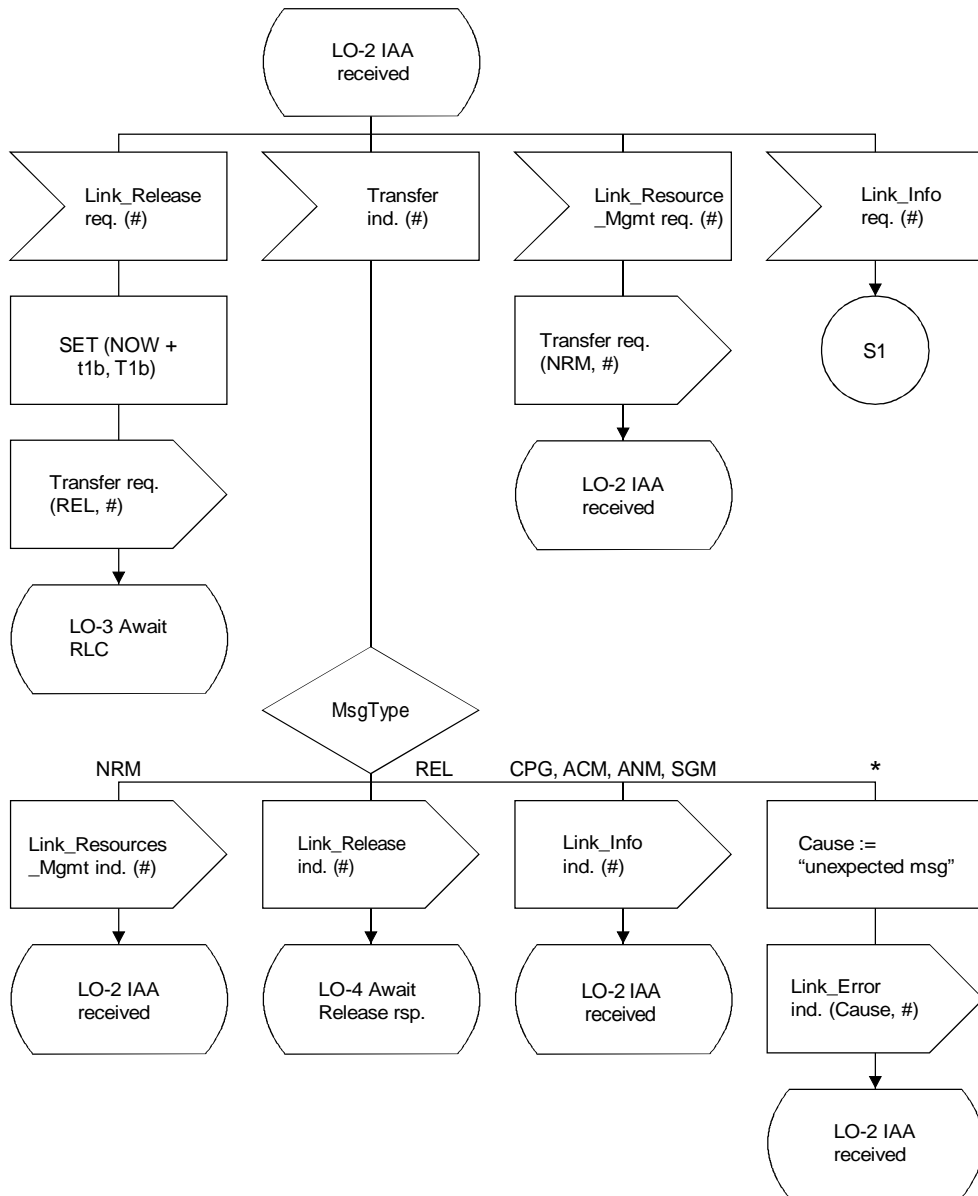 LO-2 IAA
received
Link_Release
req. (#)
Transfer
ind. (#)
Link_Resource
_Mgmt req. (#)
Link_Info
req. (#)
SET (NOW +
t1b, T1b)
Transfer req.
(NRM, #)
S1
Transfer req.
(REL, #)
LO-2 IAA
received
LO-3 Await
RLC
MsgType
NRM
REL
CPG, ACM, ANM, SGM
*
Link_Resources
_Mgmt ind. (#)
Link_Release
ind. (#)
Link_Info
ind. (#)
Cause :=
“unexpected msg”
LO-2 IAA
received
LO-4 Await
Release rsp.
LO-2 IAA
received
Link_Error
ind. (Cause, #)
LO-2 IAA
received